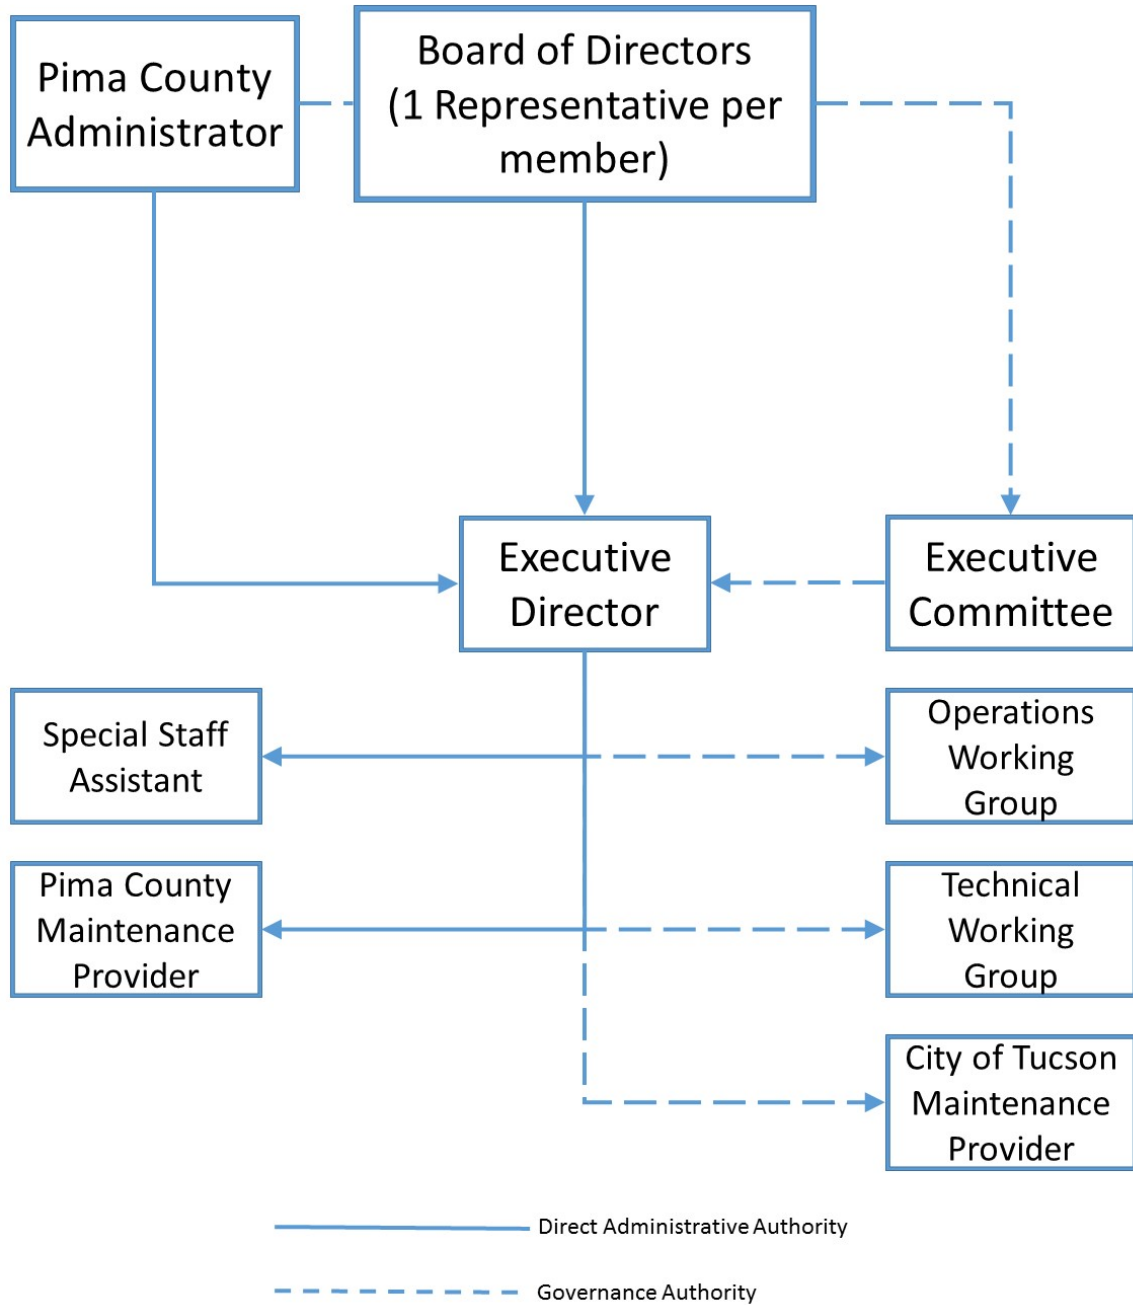 Pima County
Administrator
Board of Directors
(1 Representative per
member)
Executive
Director
Executive
Committee
Special Staff
Assistant
Operations
Working
Group
Pima County
Maintenance
Provider
Technical
Working
Group
City of Tucson
Maintenance
Provider
Direct Administrative Authority
Governance Authority